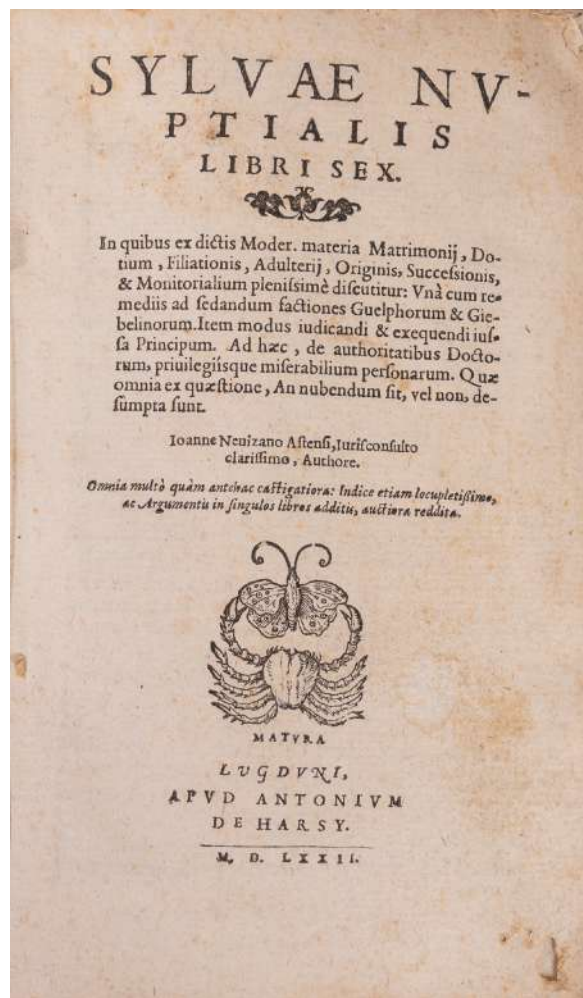 SYLVAE NV-
PTIALIS
LIBRI SEX.
In quibus ex dictis Moder. materia Matrimonij, Do-
tium, Filiationis, Adulterij, Originis, Succeſsionis,
& Monitorialium pleniſsimè diſcutitur: Vnà cum re-
mediis ad ſedandum factiones Guelphorum & Gie-
belinorum. Item modus iudicandi & exequendi iuſ-
ſa Principum. Ad hæc, de authoritatibus Docto-
rum, priuilegiiſque miſerabilium perſonarum. Quæ
omnia ex quæſtione, An nubendum ſit, vel non, de-
ſumpta ſunt.
Ioanne Neuizano Aſtenſi, Iuriſconſulto
clariſſimo, Authore.
Omnia multò quàm antehac caſtigatiora: Indice etiam locupletiſſimo,
ac Argumentis in ſingulos libros additis, auctiora reddita.
MATVRA
LVGDVNI,
APVD ANTONIVM
DE HARSY.
M. D. LXXII.